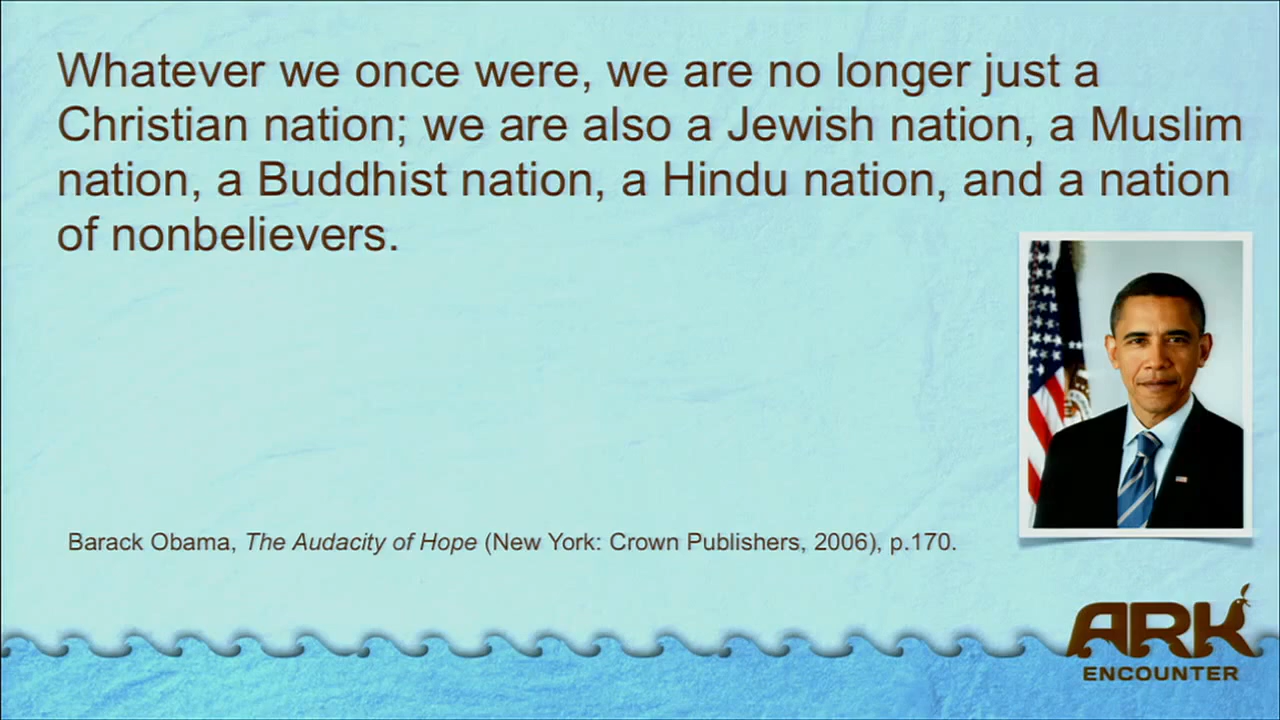 Whatever we once were, we are no longer just a
Christian nation; we are also a Jewish nation, a Muslim
nation, a Buddhist nation, a Hindu nation, and a nation
of nonbelievers.
Barack Obama, The Audacity of Hope (New York: Crown Publishers, 2006), p.170.
ARK
ENCOUNTER